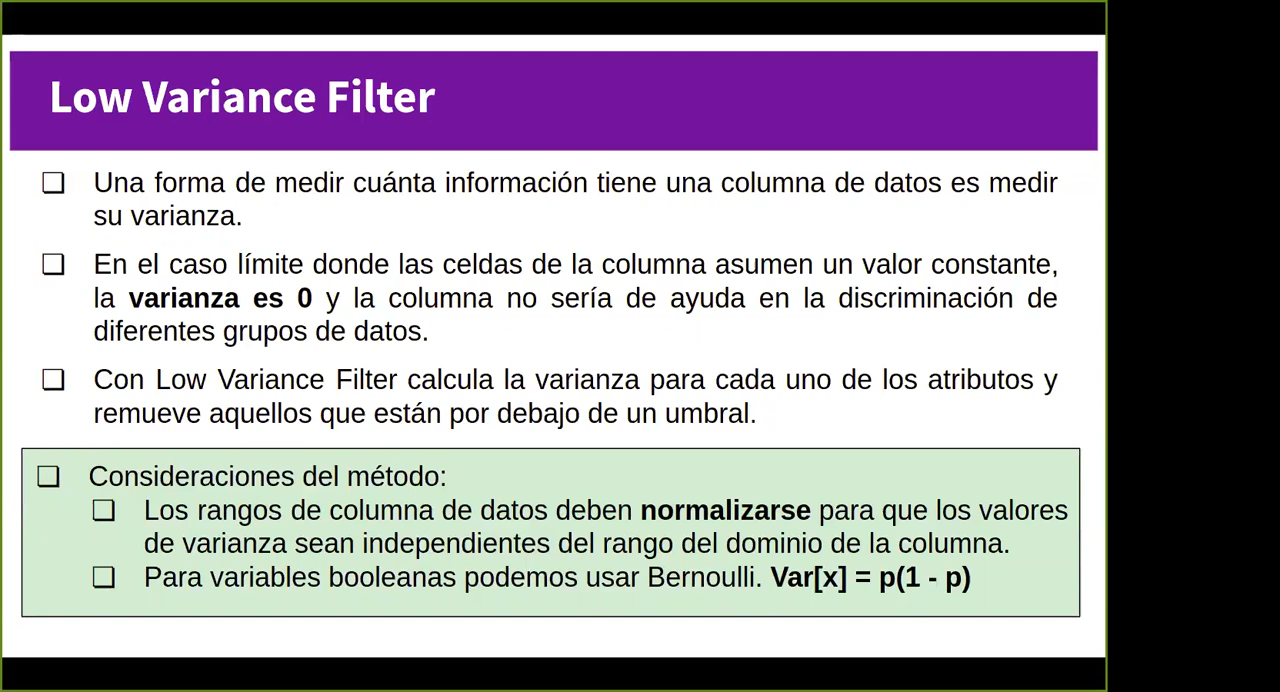 Low Variance Filter
❏ Una forma de medir cuánta información tiene una columna de datos es medir
su varianza.
❏ En el caso límite donde las celdas de la columna asumen un valor constante,
la varianza es 0 y la columna no sería de ayuda en la discriminación de
diferentes grupos de datos.
❏ Con Low Variance Filter calcula la varianza para cada uno de los atributos y
remueve aquellos que están por debajo de un umbral.
❏ Consideraciones del método:
❏ Los rangos de columna de datos deben normalizarse para que los valores
de varianza sean independientes del rango del dominio de la columna.
❏ Para variables booleanas podemos usar Bernoulli. Var[x] = p(1 - p)